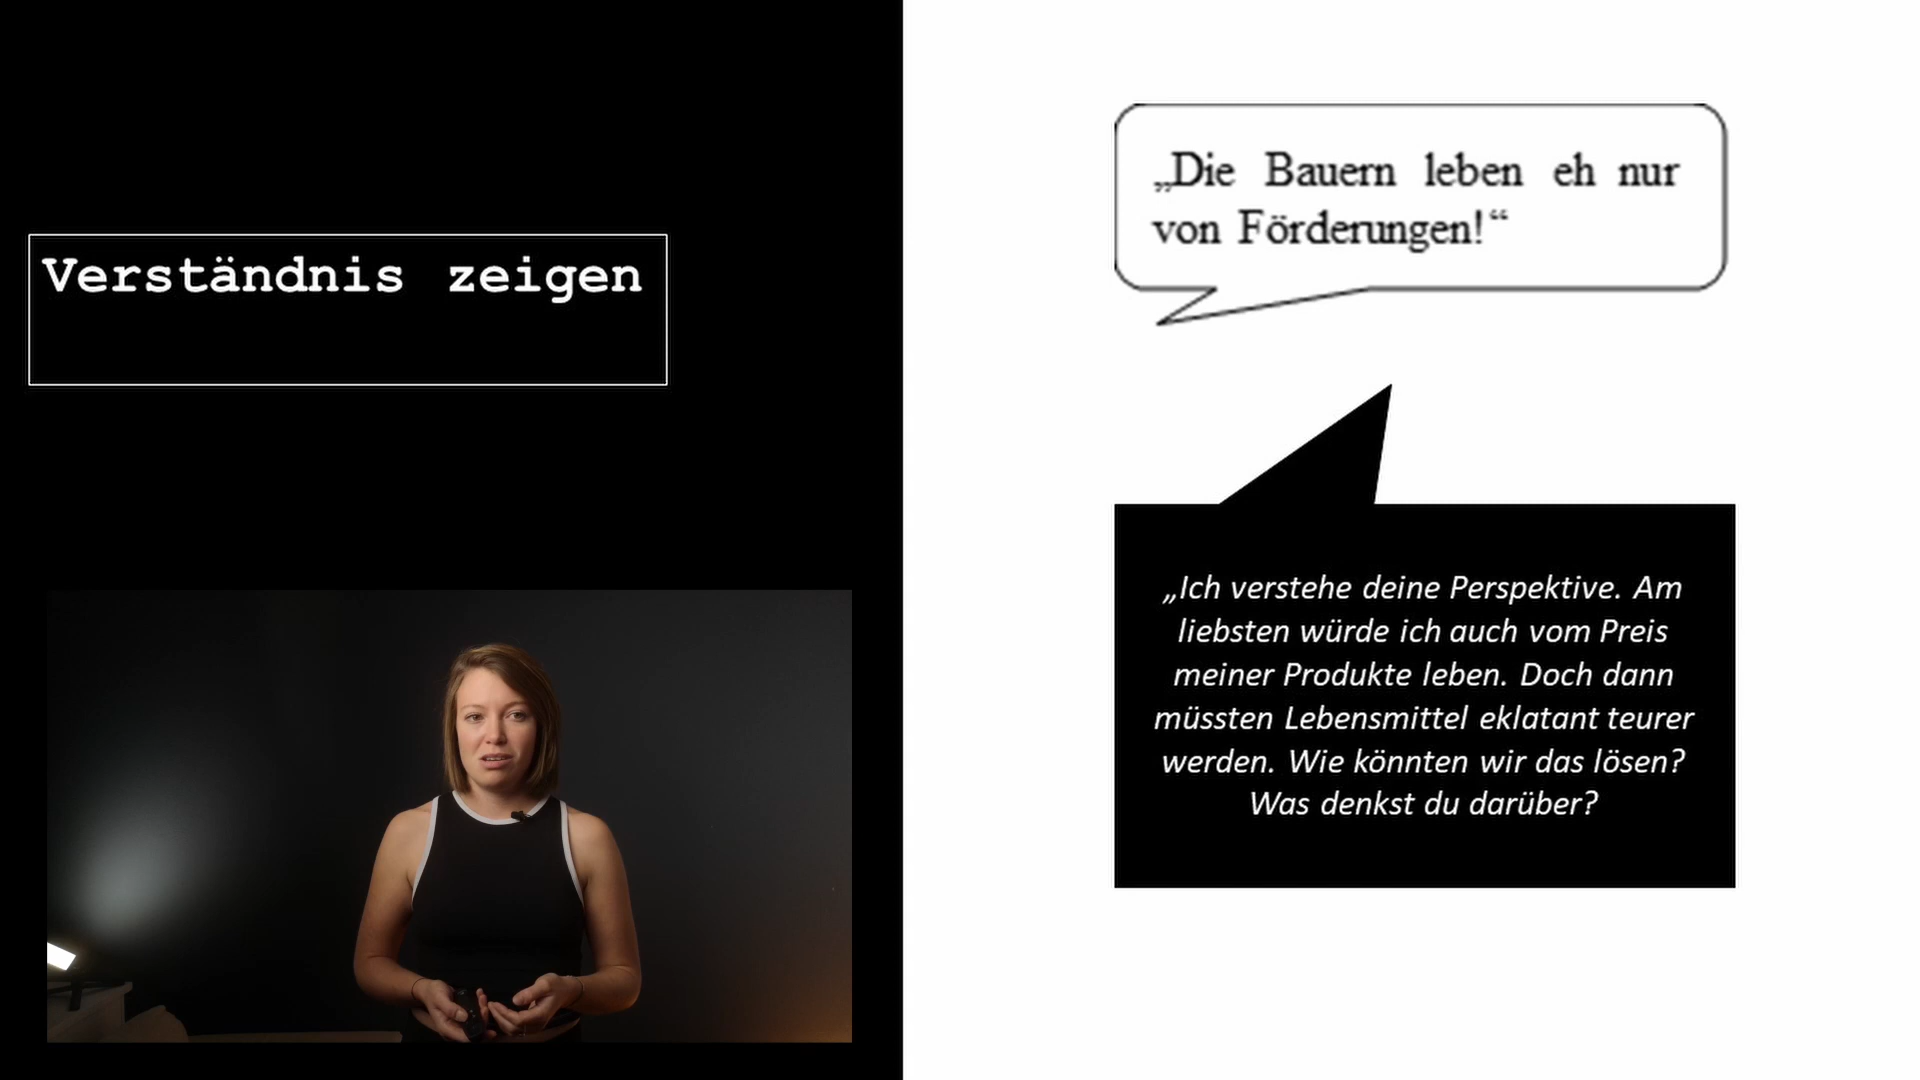 Verständnis zeigen
„Die Bauern leben eh nur
von Förderungen!“
„Ich verstehe deine Perspektive. Am
liebsten würde ich auch vom Preis
meiner Produkte leben. Doch dann
müssten Lebensmittel eklatant teurer
werden. Wie könnten wir das lösen?
Was denkst du darüber?